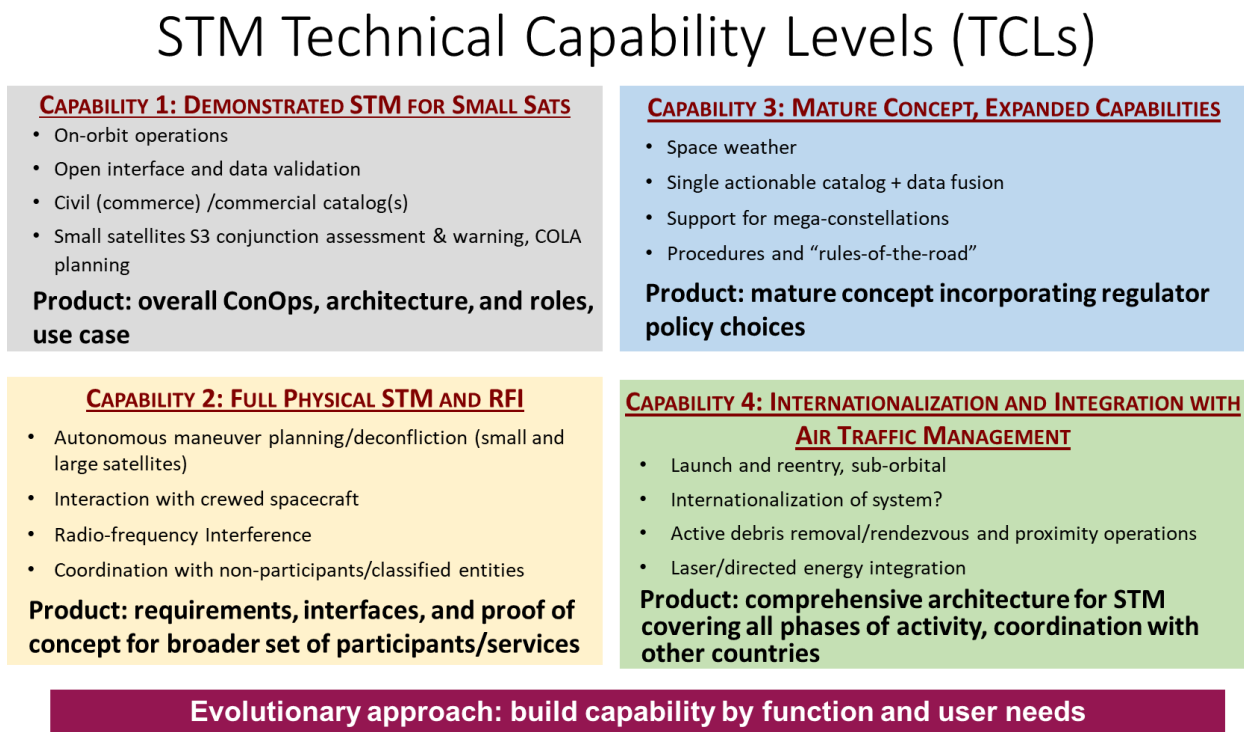 STM Technical Capability Levels (TCLs)
CAPABILITY 1: DEMONSTRATED STM FOR SMALL SATS
• On-orbit operations
• Open interface and data validation
• Civil (commerce) /commercial catalog(s)
• Small satellites S3 conjunction assessment & warning, COLA
planning
Product: overall ConOps, architecture, and roles,
use case
CAPABILITY 2: FULL PHYSICAL STM AND RFI
• Autonomous maneuver planning/deconfliction (small and
large satellites)
• Interaction with crewed spacecraft
• Radio-frequency Interference
• Coordination with non-participants/classified entities
Product: requirements, interfaces, and proof of
concept for broader set of participants/services
CAPABILITY 3: MATURE CONCEPT, EXPANDED CAPABILITIES
• Space weather
• Single actionable catalog + data fusion
• Support for mega-constellations
• Procedures and “rules-of-the-road”
Product: mature concept incorporating regulator
policy choices
CAPABILITY 4: INTERNATIONALIZATION AND INTEGRATION WITH
AIR TRAFFIC MANAGEMENT
• Launch and reentry, sub-orbital
• Internationalization of system?
• Active debris removal/rendezvous and proximity operations
• Laser/directed energy integration
Product: comprehensive architecture for STM
covering all phases of activity, coordination with
other countries
Evolutionary approach: build capability by function and user needs